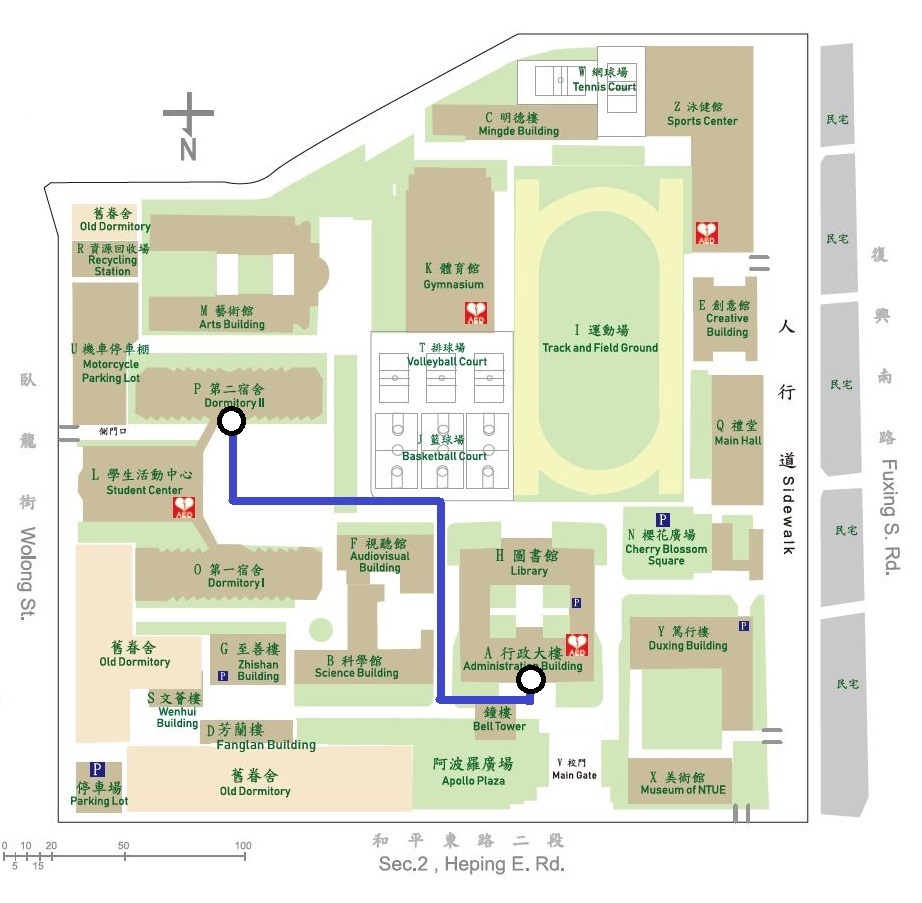 W 網球場
Tennis Court
C 明德樓
Mingde Building
Z 泳健館
Sports Center
民宅
N
舊眷舍
Old Dormitory
R 資源回收場
Recycling
Station
K 體育館
Gymnasium
AED
AED
民宅
復
興
南
路
Fuxing S. Rd.
M 藝術館
Arts Building
E 創意館
Creative
Building
人
行
道
Sidewalk
I 運動場
Track and Field Ground
T 排球場
Volleyball Court
U 機車停車棚
Motorcycle
Parking Lot
P 第二宿舍
Dormitory II
民宅
臥
龍
街
Wolong St.
側門口
J 籃球場
Basketball Court
Q 禮堂
Main Hall
L 學生活動中心
Student Center
AED
P
N 櫻花廣場
Cherry Blossom
Square
民宅
F 視聽館
Audiovisual
Building
H 圖書館
Library
P
O 第一宿舍
Dormitory I
舊眷舍
Old Dormitory
G 至善樓
Zhishan
Building
P
B 科學館
Science Building
A 行政大樓
Administration Building
AED
Y 篤行樓
Duxing Building
P
民宅
S 文薈樓
Wenhui
Building
D 芳蘭樓
Fanglan Building
鐘樓
Bell Tower
阿波羅廣場
Apollo Plaza
V 校門
Main Gate
X 美術館
Museum of NTUE
P
停車場
Parking Lot
舊眷舍
Old Dormitory
0 10 20 50 100
5 15
和平東路二段
Sec.2 , Heping E. Rd.